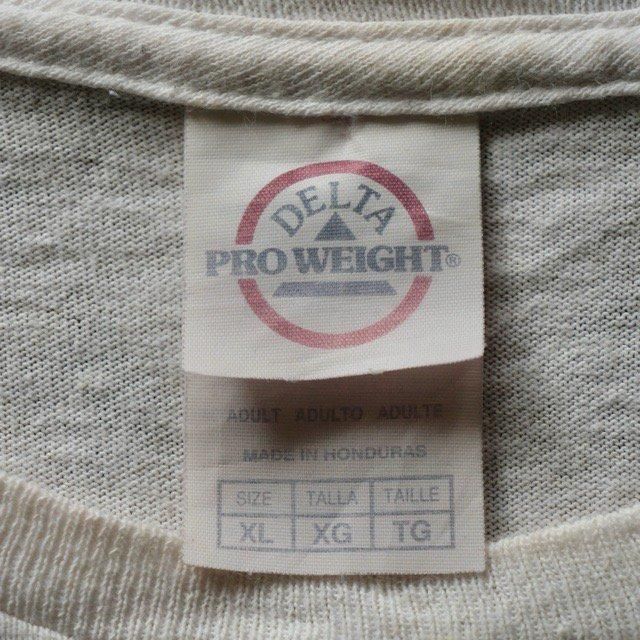 DELTA
PRO WEIGHT®
ADULT ADULTO ADULTE
MADE IN HONDURAS
SIZE TALLA TAILLE
XL XG TG